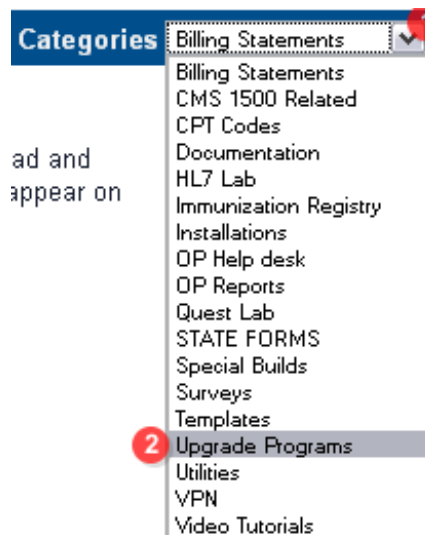 Categories Billing Statements
Billing Statements
CMS 1500 Related
CPT Codes
ad and Documentation
HL7 Lab
appear on Immunization Registry
Installations
OP Help desk
OP Reports
Quest Lab
STATE FORMS
Special Builds
Surveys
Templates
2 Upgrade Programs
Utilities
VPN
Video Tutorials